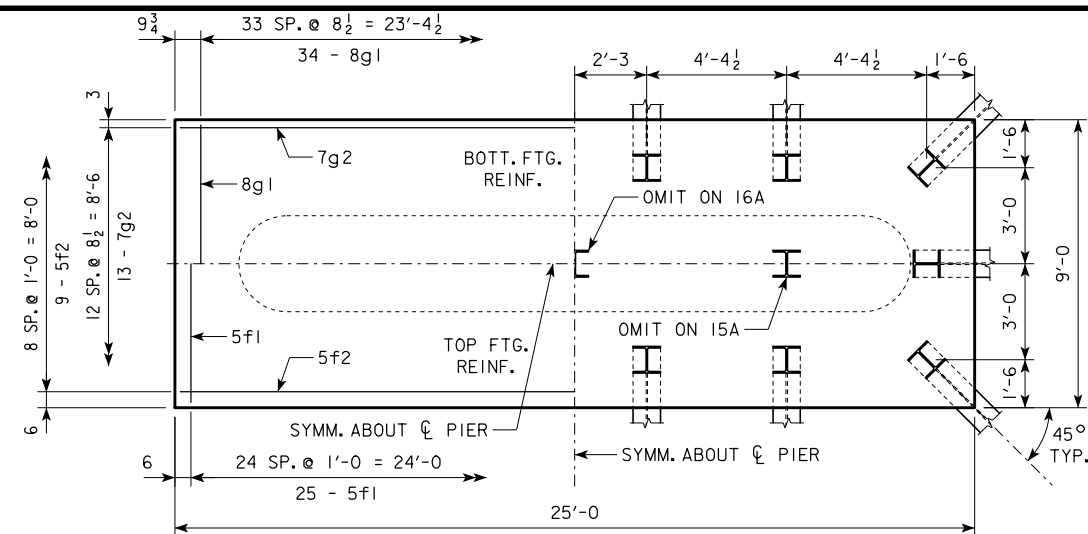 9¾
33 SP. @ 8½ = 23'-4½
34 - 8g1
2'-3
4'-4½
4'-4½
1'-6
3
7g2
8g1
BOTT. FTG.
REINF.
OMIT ON 16A
1'-6
3'-0
9'-0
3'-0
1'-6
8 SP. @ 1'-0 = 8'-0
9 - 5f2
12 SP. @ 8½ = 8'-6
13 - 7g2
5f1
5f2
TOP FTG.
REINF.
OMIT ON 15A
6
SYMM. ABOUT ℄ PIER
SYMM. ABOUT ℄ PIER
45°
TYP.
6
24 SP. @ 1'-0 = 24'-0
25 - 5f1
25'-0